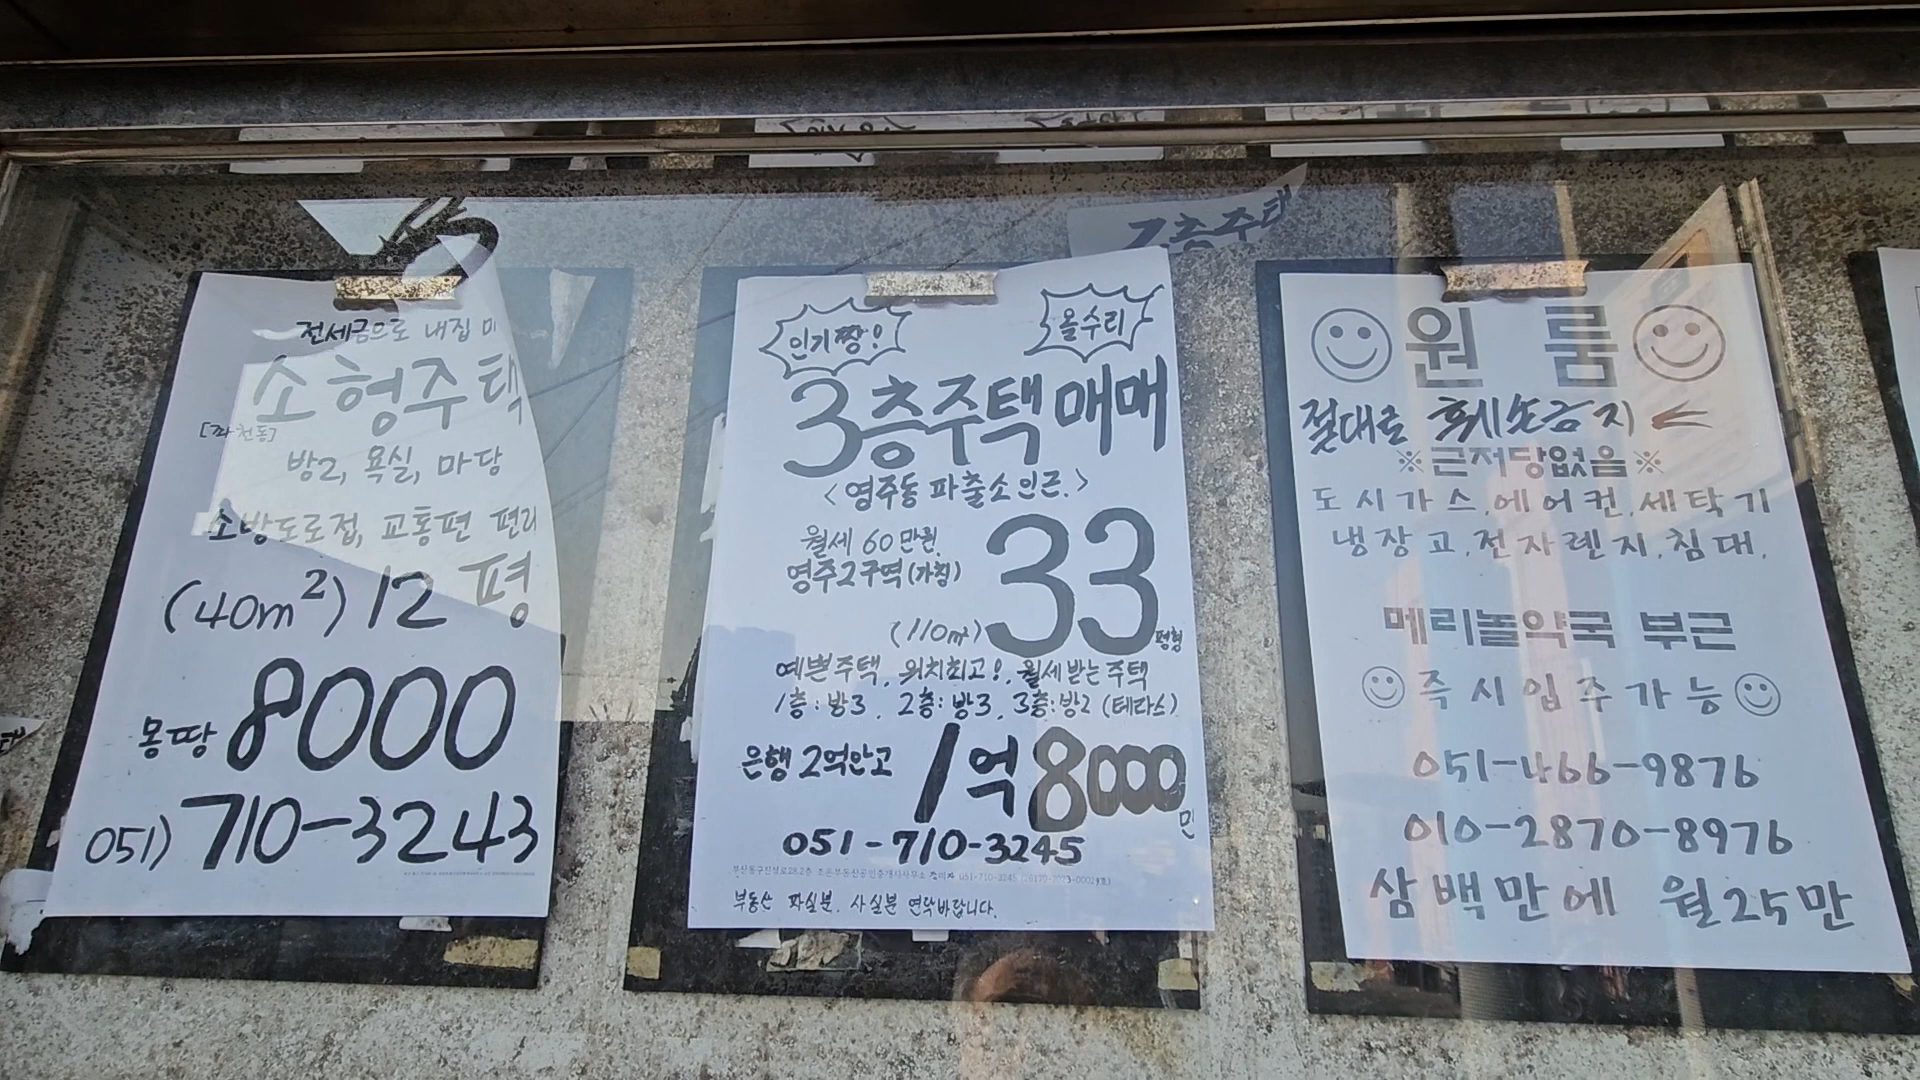 전세금으로 내집
소형주택
[좌천동]
방2, 욕실, 마당
소방도로접, 교통편 편리
(40m²) 12 평
몽땅 8000
051) 710-3243
2층주택
인기짱!
올수리
3층주택매매
<영주동 파출소인근.>
월세 60만원.
영주2구역(가칭)
33
(110㎡)
평형
예쁜주택, 위치최고!, 월세받는주택
1층:방3, 2층:방3, 3층:방2 (테라스)
은행 2억안고 1억8000
만
051-710-3245
부동산 파실분, 사실분 연락바랍니다.
원 룸
절대로 훼손금지 <
※근저당없음※
도시가스,에어컨,세탁기
냉장고,전자렌지,침대,
메리놀약국 부근
즉시입주가능
051-466-9876
010-2870-8976
삼백만에 월25만